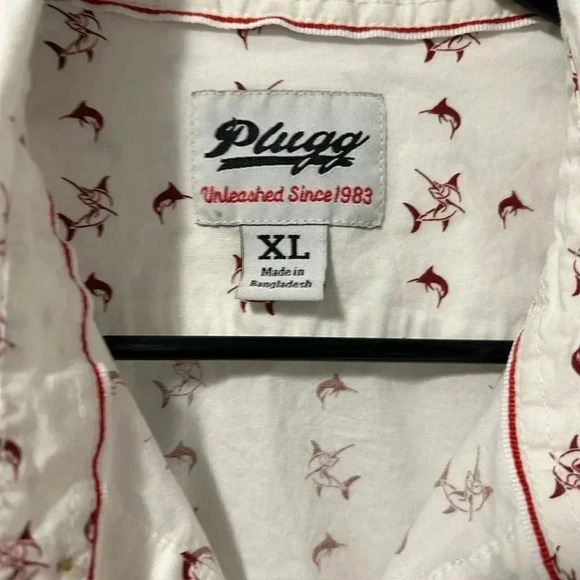 Plugg
Unleashed Since 1983
XL
Made in
Bangladesh